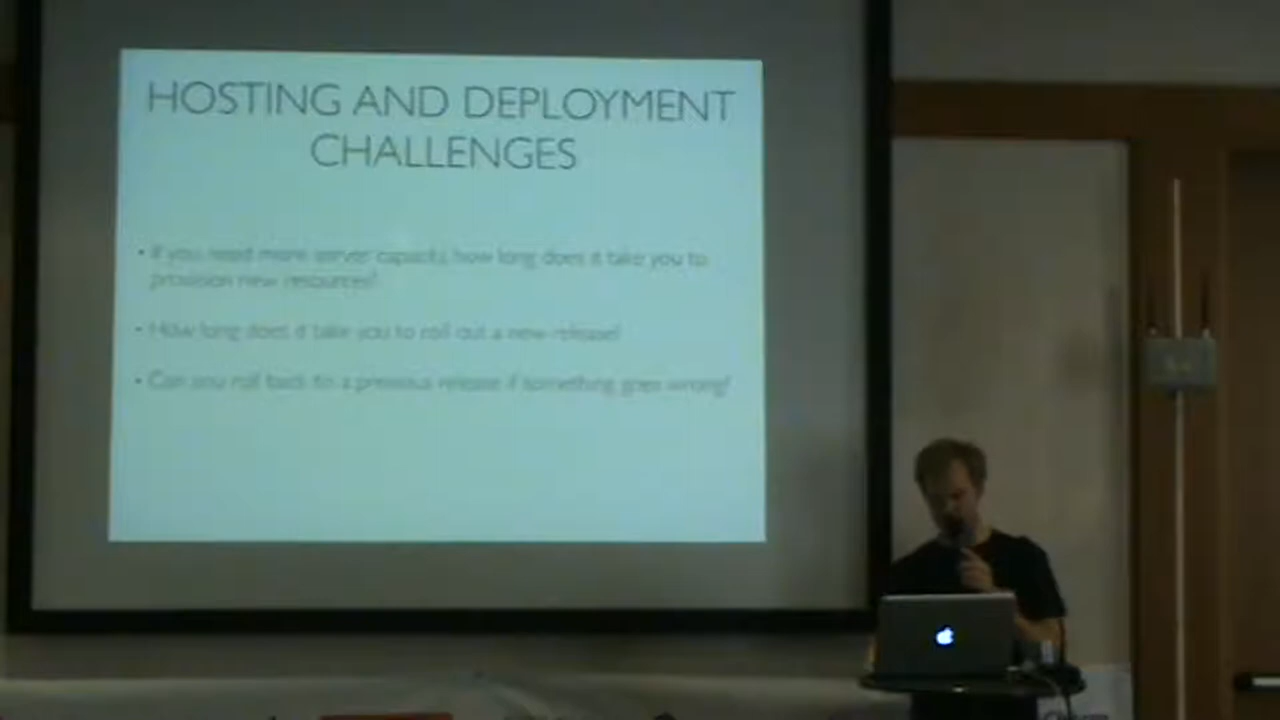 HOSTING AND DEPLOYMENT
CHALLENGES
• If you need more server capacity, how long does it take you to
provision new resources?
• How long does it take you to roll out a new release?
• Can you roll back to a previous release if something goes wrong?